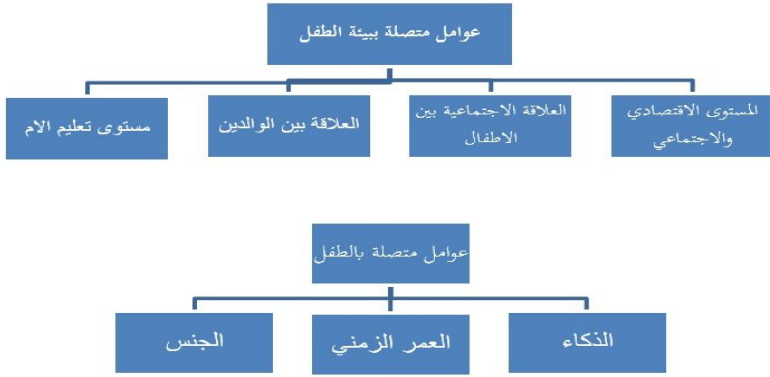 عوامل متصلة ببيئة الطفل
المستوى الاقتصادي
والاجتماعي
العلاقة الاجتماعية بين
الاطفال
العلاقة بين الوالدين
مستوى تعليم الام
عوامل متصلة بالطفل
الذكاء
العمر الزمني
الجنس